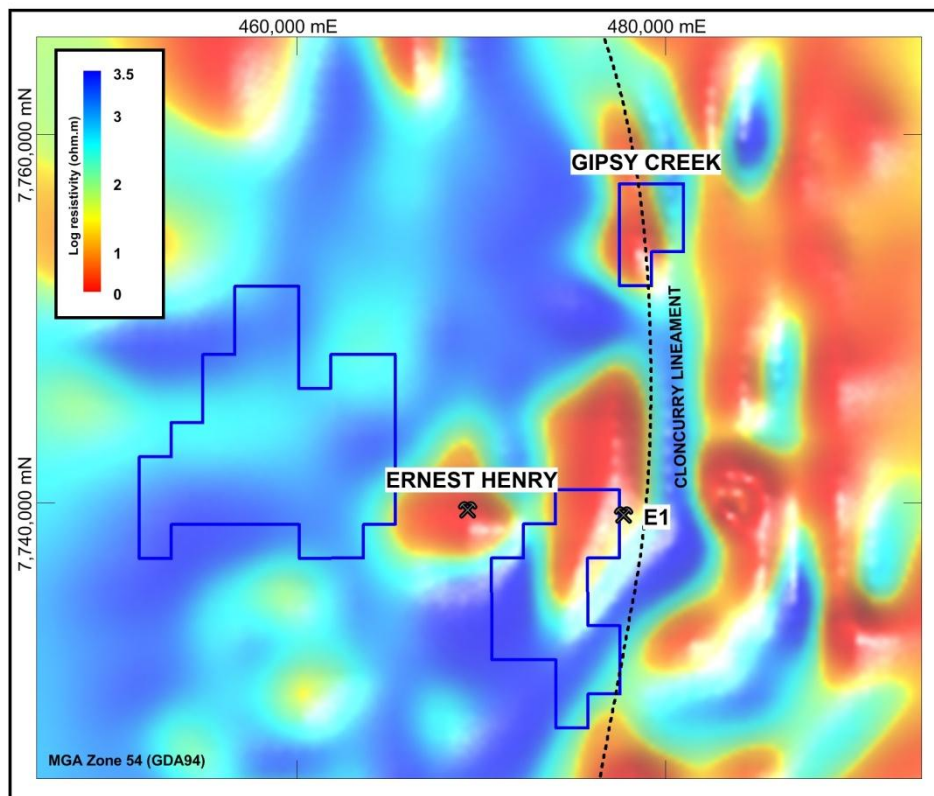 460,000 mE
480,000 mE
7,760,000 mN
7,740,000 mN
Log resistivity (ohm.m)
3.5
3
2
1
0
GIPSY CREEK
CLONCURRY LINEAMENT
ERNEST HENRY
E1
MGA Zone 54 (GDA94)